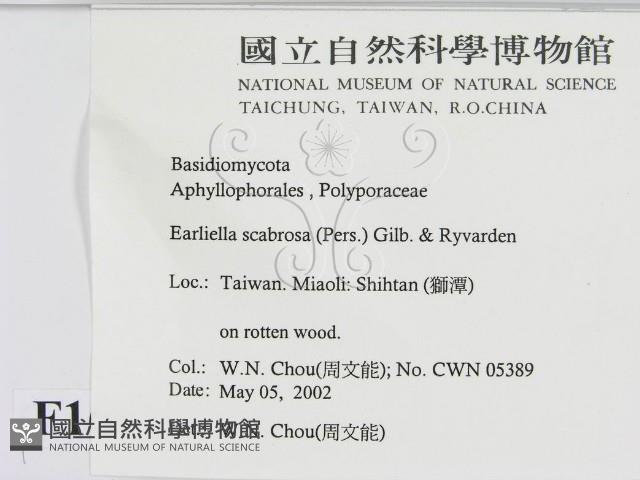 國立自然科學博物館
NATIONAL MUSEUM OF NATURAL SCIENCE
TAICHUNG, TAIWAN, R.O.CHINA
Basidiomycota
Aphyllophorales , Polyporaceae
Earliella scabrosa (Pers.) Gilb. & Ryvarden
Loc.: Taiwan. Miaoli: Shihtan (獅潭)
on rotten wood.
Col.: W.N. Chou(周文能); No. CWN 05389
Date: May 05, 2002
W.N. Chou(周文能)
F1
國立自然科學博物館
NATIONAL MUSEUM OF NATURAL SCIENCE